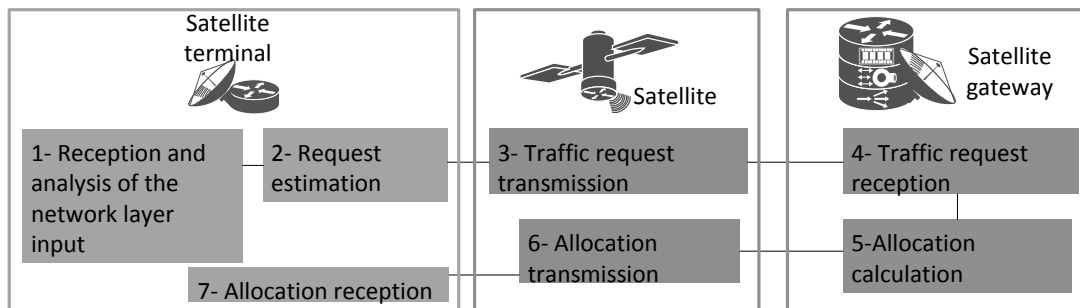 Satellite
terminal
1- Reception and
analysis of the
network layer
input
2- Request
estimation
Satellite
3- Traffic request
transmission
Satellite
gateway
4- Traffic request
reception
5-Allocation
calculation
6- Allocation
transmission
7- Allocation reception